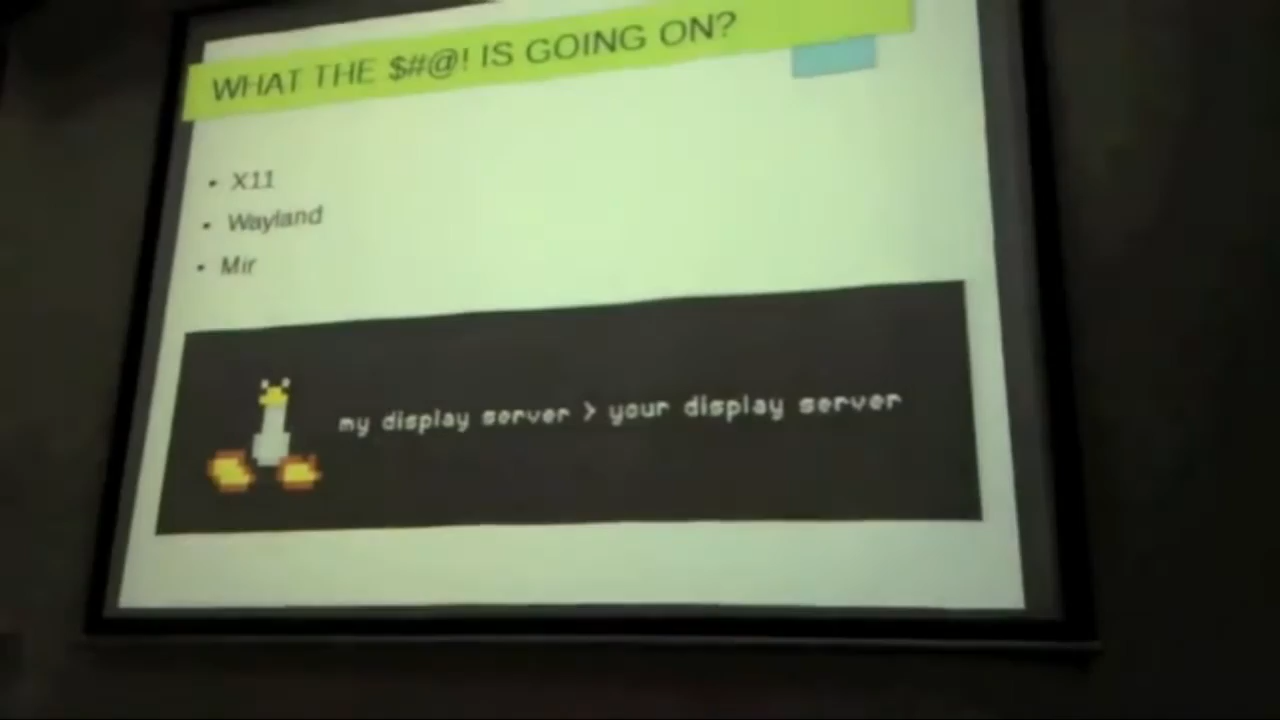 WHAT THE $#@! IS GOING ON?
• X11
• Wayland
• Mir
my display server > your display server